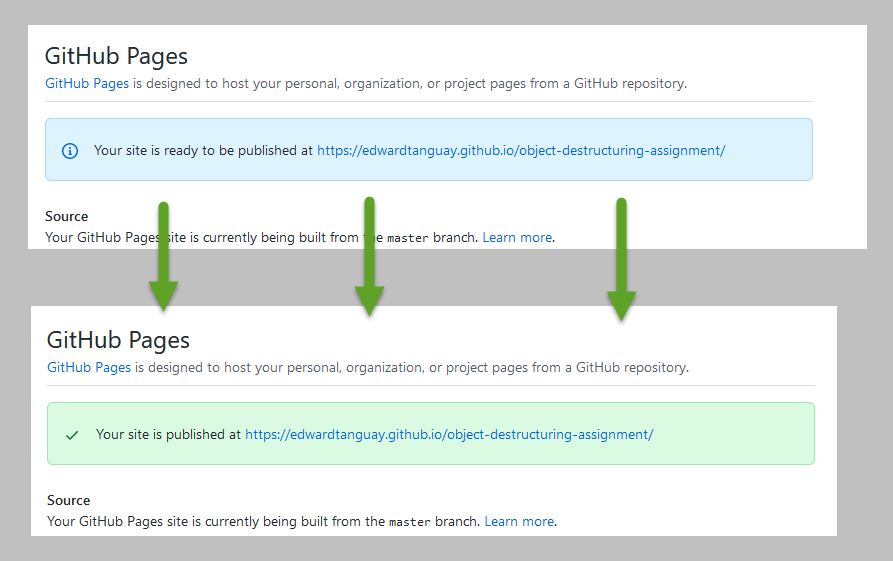 GitHub Pages
GitHub Pages is designed to host your personal, organization, or project pages from a GitHub repository.
Your site is ready to be published at https://edwardtanguay.github.io/object-destructuring-assignment/
Source
Your GitHub Pages site is currently being built from the master branch. Learn more.
GitHub Pages
GitHub Pages is designed to host your personal, organization, or project pages from a GitHub repository.
Your site is published at https://edwardtanguay.github.io/object-destructuring-assignment/
Source
Your GitHub Pages site is currently being built from the master branch. Learn more.